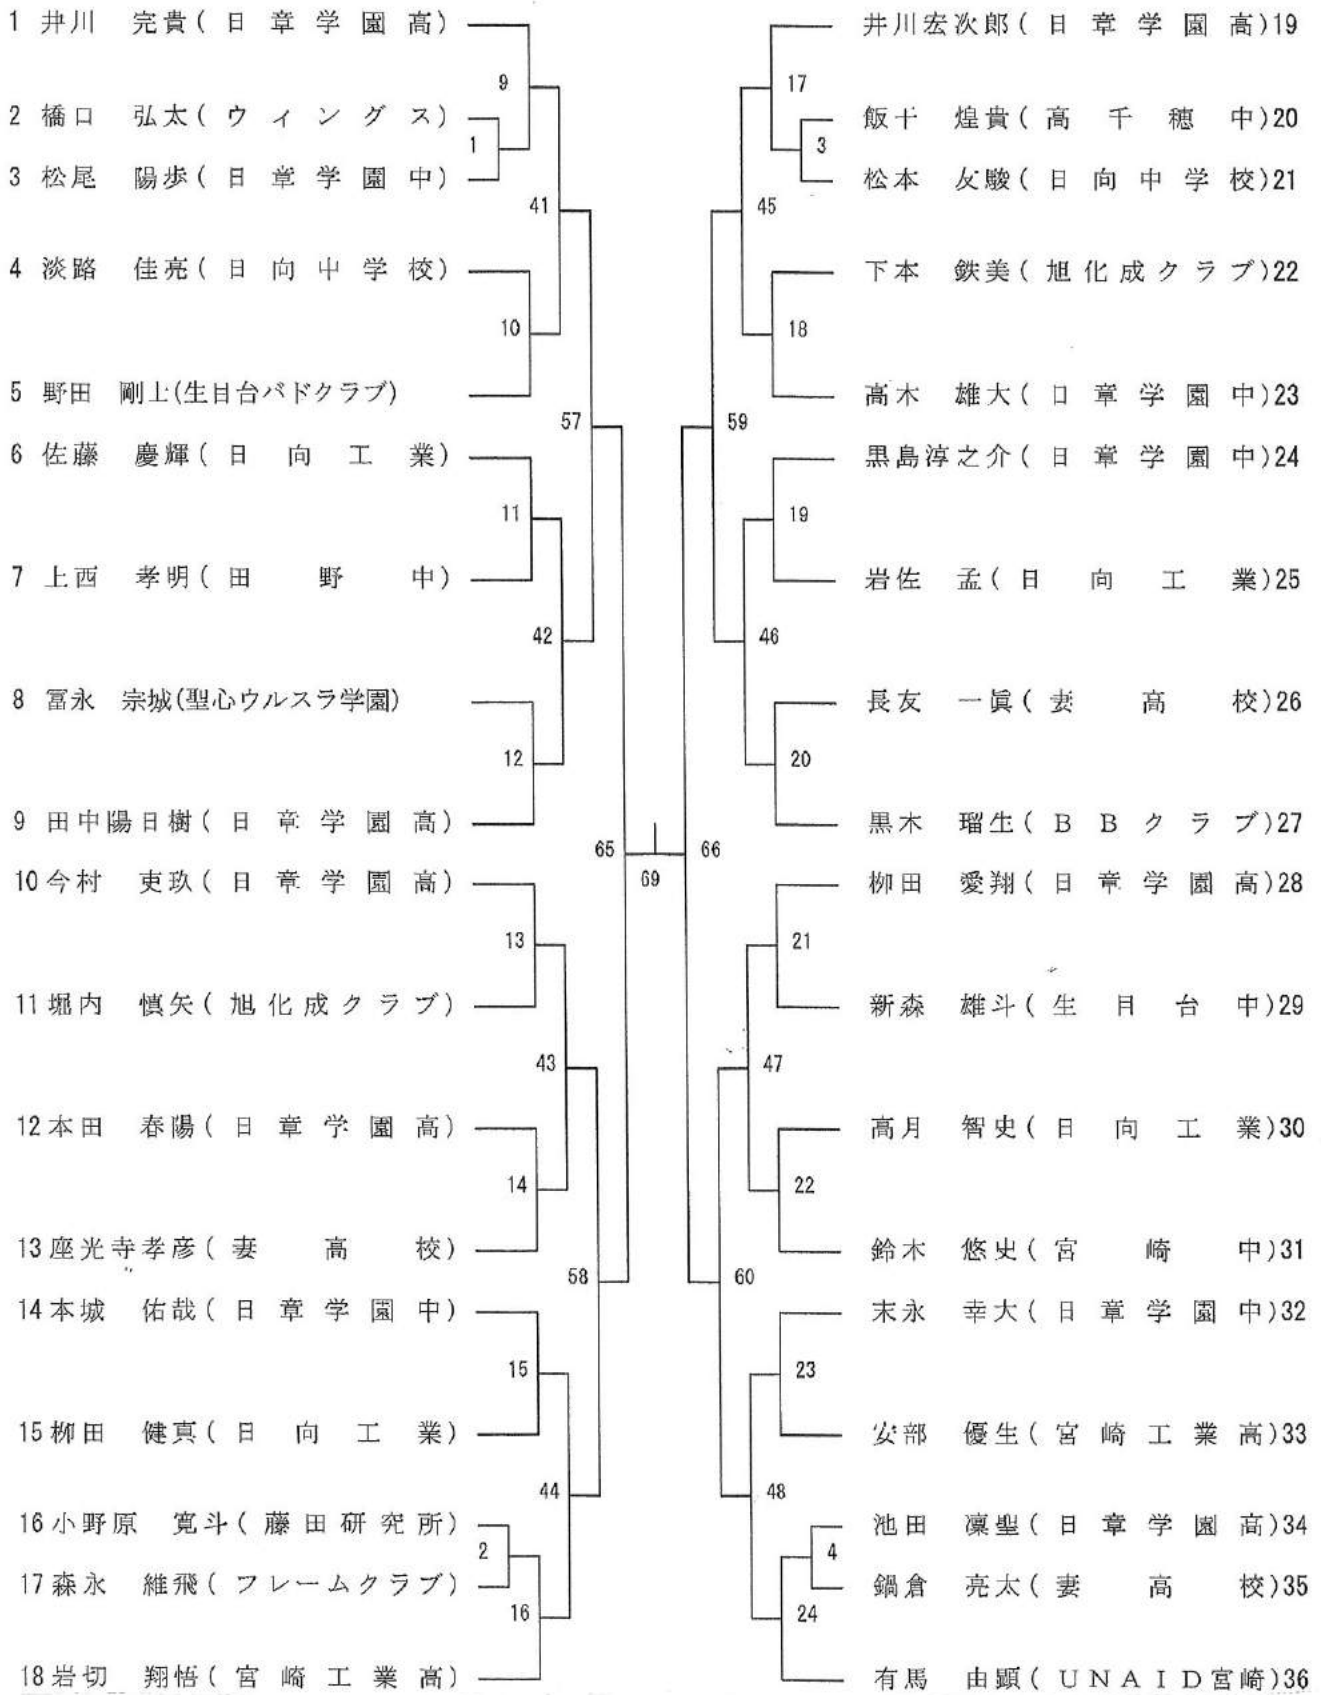 1 井川 完貴(日章学園高)
9
2 橋口 弘太(ウィングス)
1
3 松尾 陽歩(日章学園中)
41
4 淡路 佳亮(日向中学校)
10
5 野田 剛士(生目台バドクラブ)
57
6 佐藤 慶輝(日向工業)
11
7 上西 孝明(田野中)
42
8 冨永 宗城(聖心ウルスラ学園)
12
9 田中陽日樹(日章学園高)
65
10 今村 吏玖(日章学園高)
13
11 堀内 慎矢(旭化成クラブ)
43
12 本田 春陽(日章学園高)
14
13 座光寺孝彦(妻高校)
58
14 本城 佑哉(日章学園中)
15
15 柳田 健真(日向工業)
44
16 小野原 寛斗(藤田研究所)
2
17 森永 維飛(フレームクラブ)
16
18 岩切 翔悟(宮崎工業高)
69
井川宏次郎(日章学園高)19
17
飯干 煌貴(高千穂中)20
3
松本 友駿(日向中学校)21
45
下本 鉄美(旭化成クラブ)22
18
高木 雄大(日章学園中)23
59
黒島淳之介(日章学園中)24
19
岩佐 孟(日向工業)25
46
長友 一眞(妻高校)26
20
黒木 瑠生(BBクラブ)27
66
柳田 愛翔(日章学園高)28
21
新森 雄斗(生目台中)29
47
高月 智史(日向工業)30
22
鈴木 悠史(宮崎中)31
60
末永 幸大(日章学園中)32
23
安部 優生(宮崎工業高)33
48
池田 凜聖(日章学園高)34
4
鍋倉 亮太(妻高校)35
24
有馬 由顕(UNAID宮崎)36